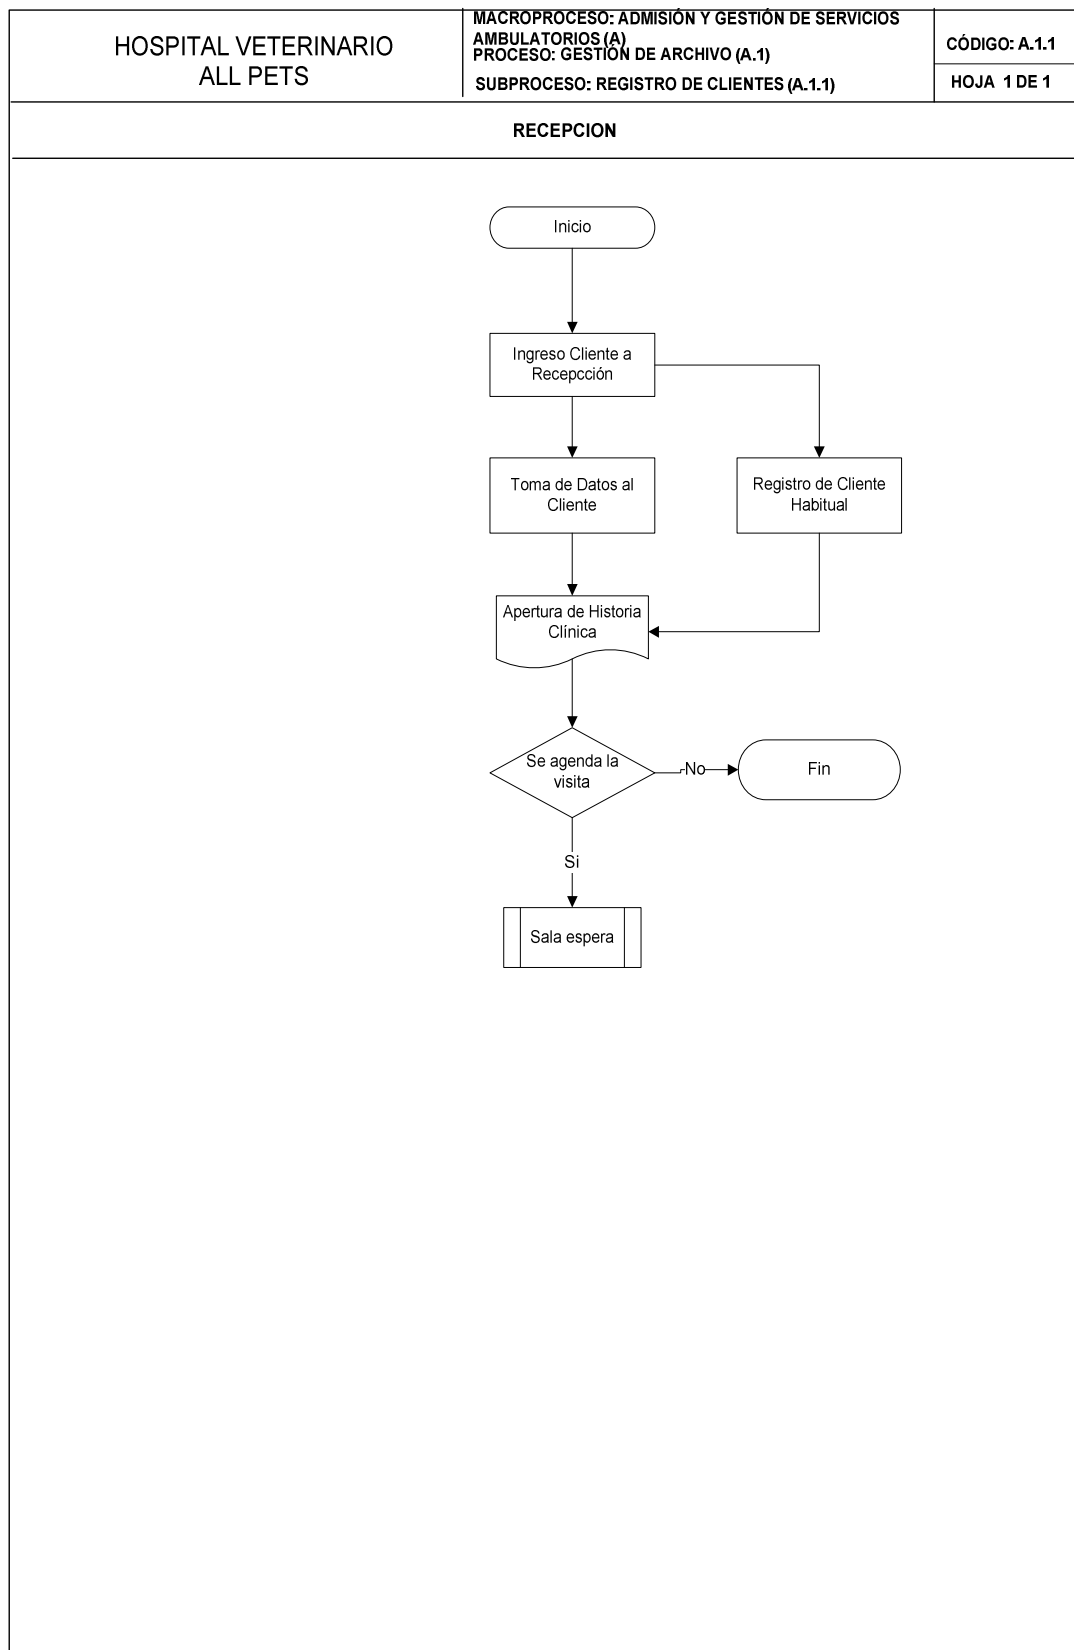 HOSPITAL VETERINARIO
ALL PETS
MACROPROCESO: ADMISIÓN Y GESTIÓN DE SERVICIOS
AMBULATORIOS (A)
PROCESO: GESTIÓN DE ARCHIVO (A.1)
SUBPROCESO: REGISTRO DE CLIENTES (A.1.1)
CÓDIGO: A.1.1
HOJA 1 DE 1
RECEPCION
Inicio
Ingreso Cliente a
Recepcción
Toma de Datos al
Cliente
Registro de Cliente
Habitual
Apertura de Historia
Clínica
Se agenda la
visita
No
Fin
Si
Sala espera